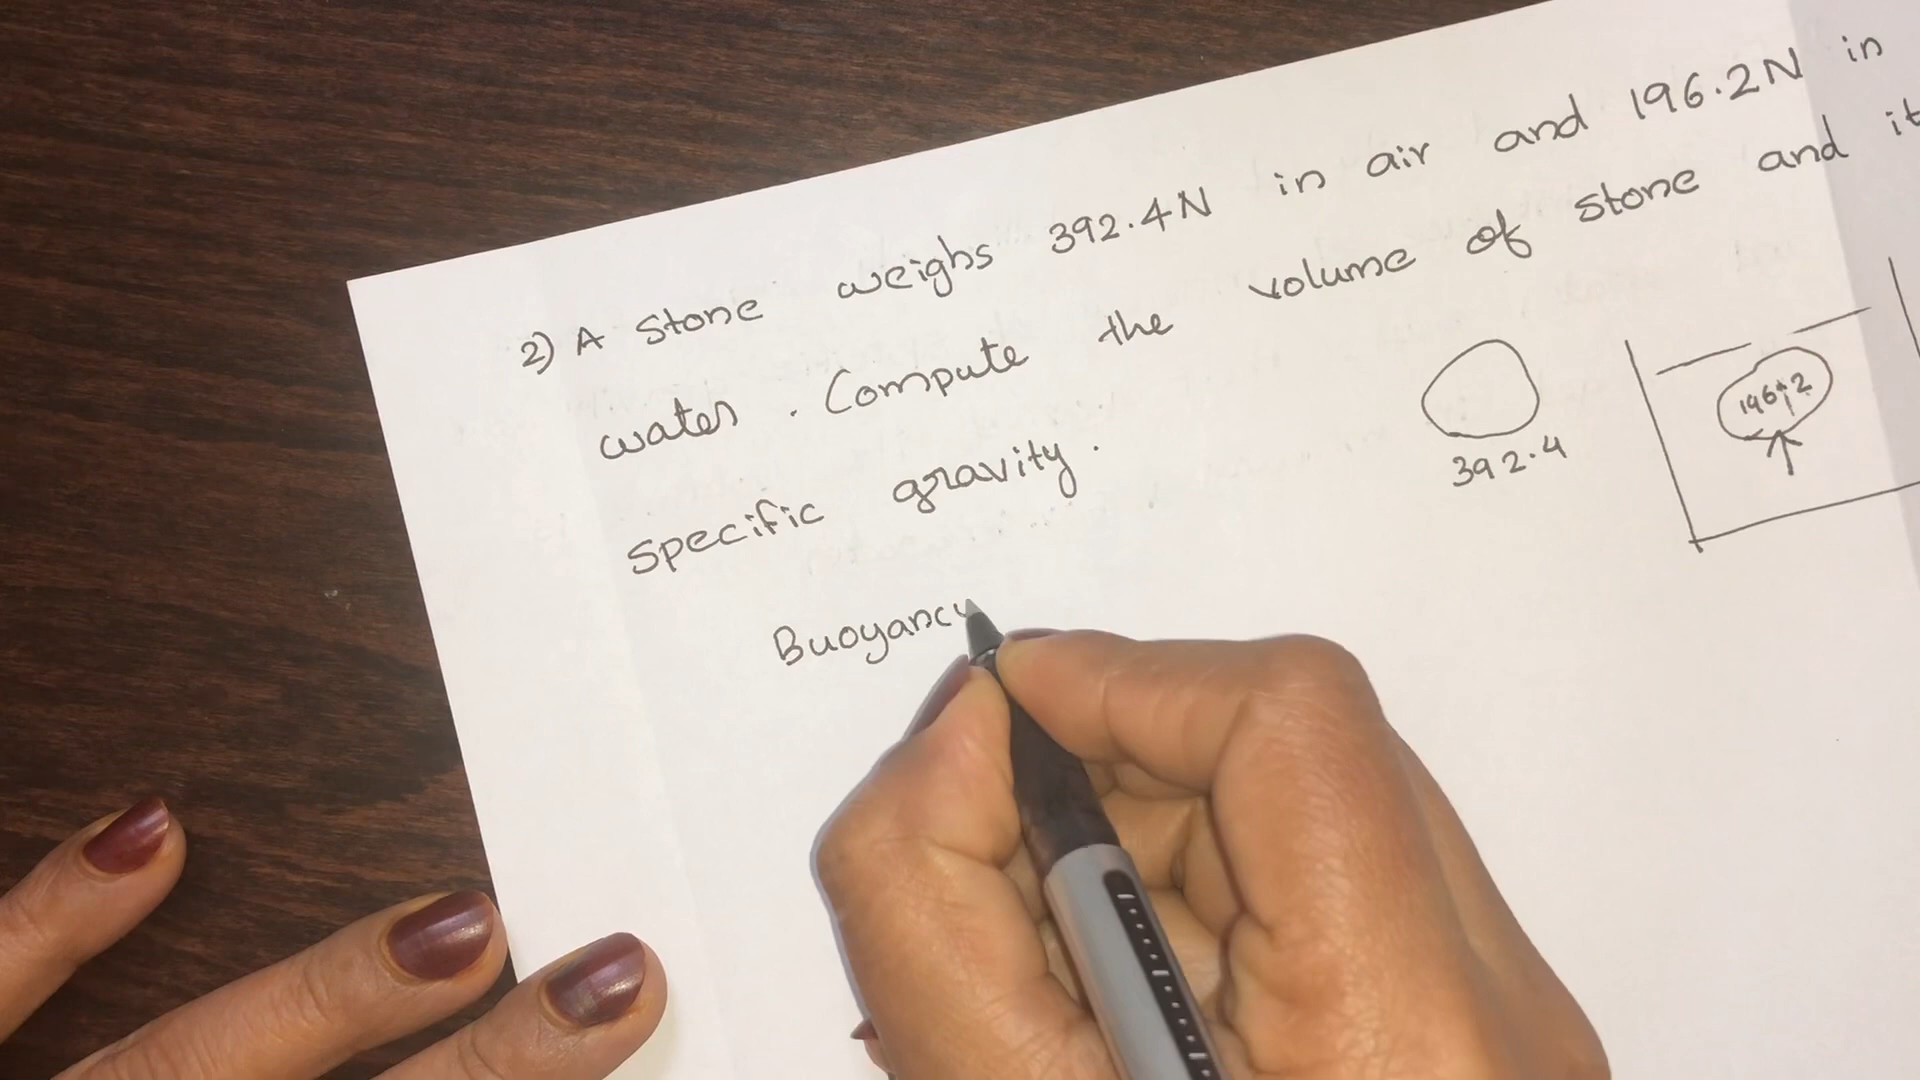 2) A stone weighs 392.4N in air and 196.2N in
water. Compute the volume of stone and it
specific gravity.
392.4
196.2
Buoyancy